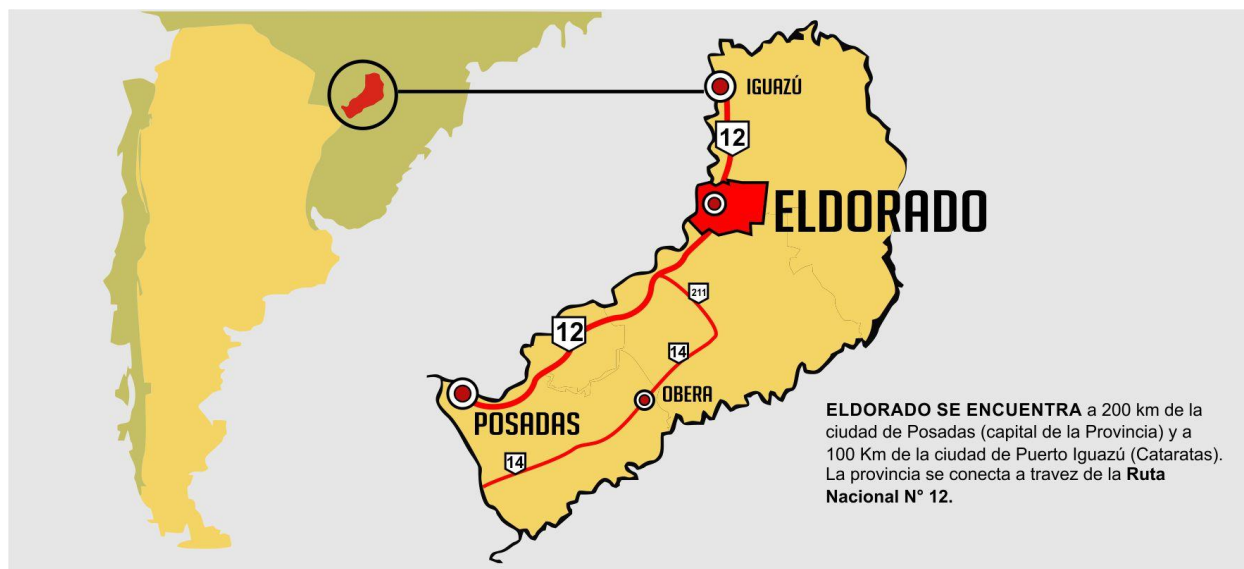 IGUAZÚ
12
ELDORADO
211
12
14
OBERA
POSADAS
14
ELDORADO SE ENCUENTRA a 200 km de la
ciudad de Posadas (capital de la Provincia) y a
100 Km de la ciudad de Puerto Iguazú (Cataratas).
La provincia se conecta a travez de la Ruta
Nacional N° 12.